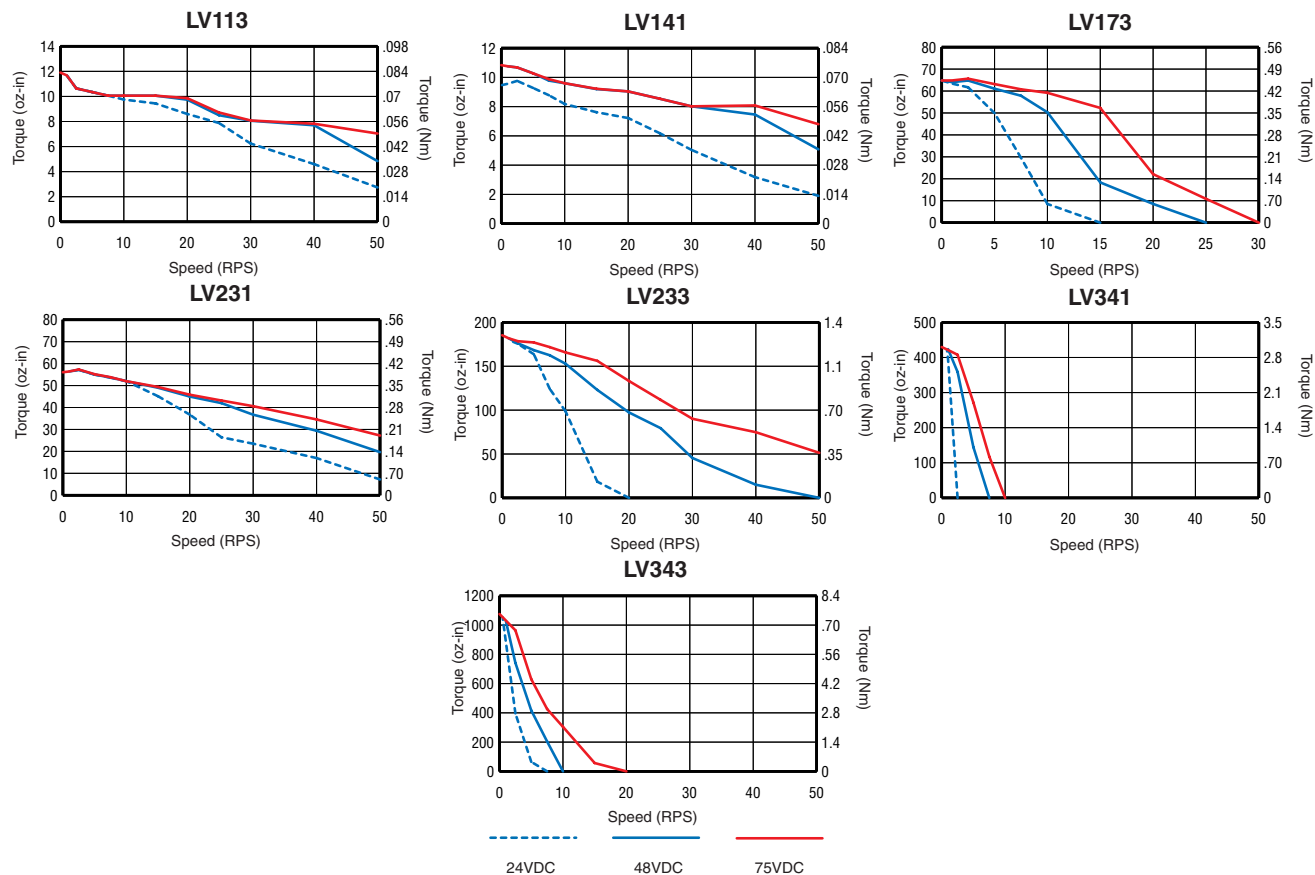 LV113
14
12
10
8
6
4
2
0
Torque (oz-in)
.098
.084
.07
.056
.042
.028
.014
0
Torque (Nm)
0 10 20 30 40 50
Speed (RPS)
LV141
12
10
8
6
4
2
0
Torque (oz-in)
.084
.070
.056
.042
.028
.014
0
Torque (Nm)
0 10 20 30 40 50
Speed (RPS)
LV173
80
70
60
50
40
30
20
10
0
Torque (oz-in)
.56
.49
.42
.35
.28
.21
.14
.70
0
Torque (Nm)
0 5 10 15 20 25 30
Speed (RPS)
LV231
80
70
60
50
40
30
20
10
0
Torque (oz-in)
.56
.49
.42
.35
.28
.21
.14
.70
0
Torque (Nm)
0 10 20 30 40 50
Speed (RPS)
LV233
200
150
100
50
0
Torque (oz-in)
1.4
1.1
.70
.35
0
Torque (Nm)
0 10 20 30 40 50
Speed (RPS)
LV341
500
400
300
200
100
0
Torque (oz-in)
3.5
2.8
2.1
1.4
.70
0
Torque (Nm)
0 10 20 30 40 50
Speed (RPS)
LV343
1200
1000
800
600
400
200
0
Torque (oz-in)
8.4
.70
.56
4.2
2.8
1.4
0
Torque (Nm)
0 10 20 30 40 50
Speed (RPS)
24VDC 48VDC 75VDC